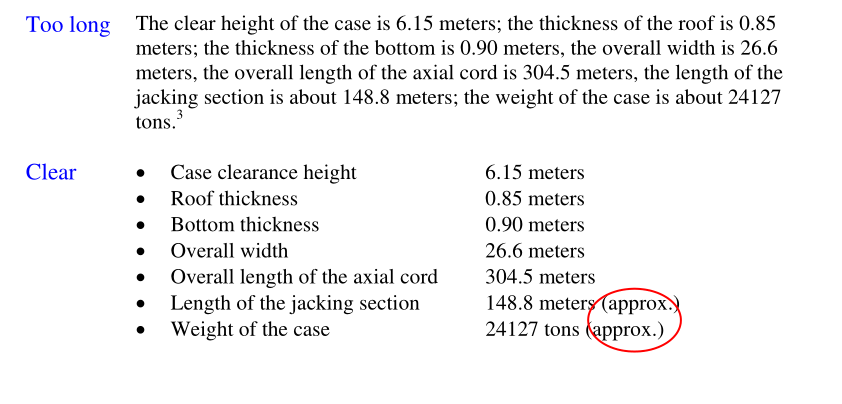 Too long The clear height of the case is 6.15 meters; the thickness of the roof is 0.85
meters; the thickness of the bottom is 0.90 meters, the overall width is 26.6
meters, the overall length of the axial cord is 304.5 meters, the length of the
jacking section is about 148.8 meters; the weight of the case is about 24127
tons.3
Clear • Case clearance height 6.15 meters
• Roof thickness 0.85 meters
• Bottom thickness 0.90 meters
• Overall width 26.6 meters
• Overall length of the axial cord 304.5 meters
• Length of the jacking section 148.8 meters (approx.)
• Weight of the case 24127 tons (approx.)